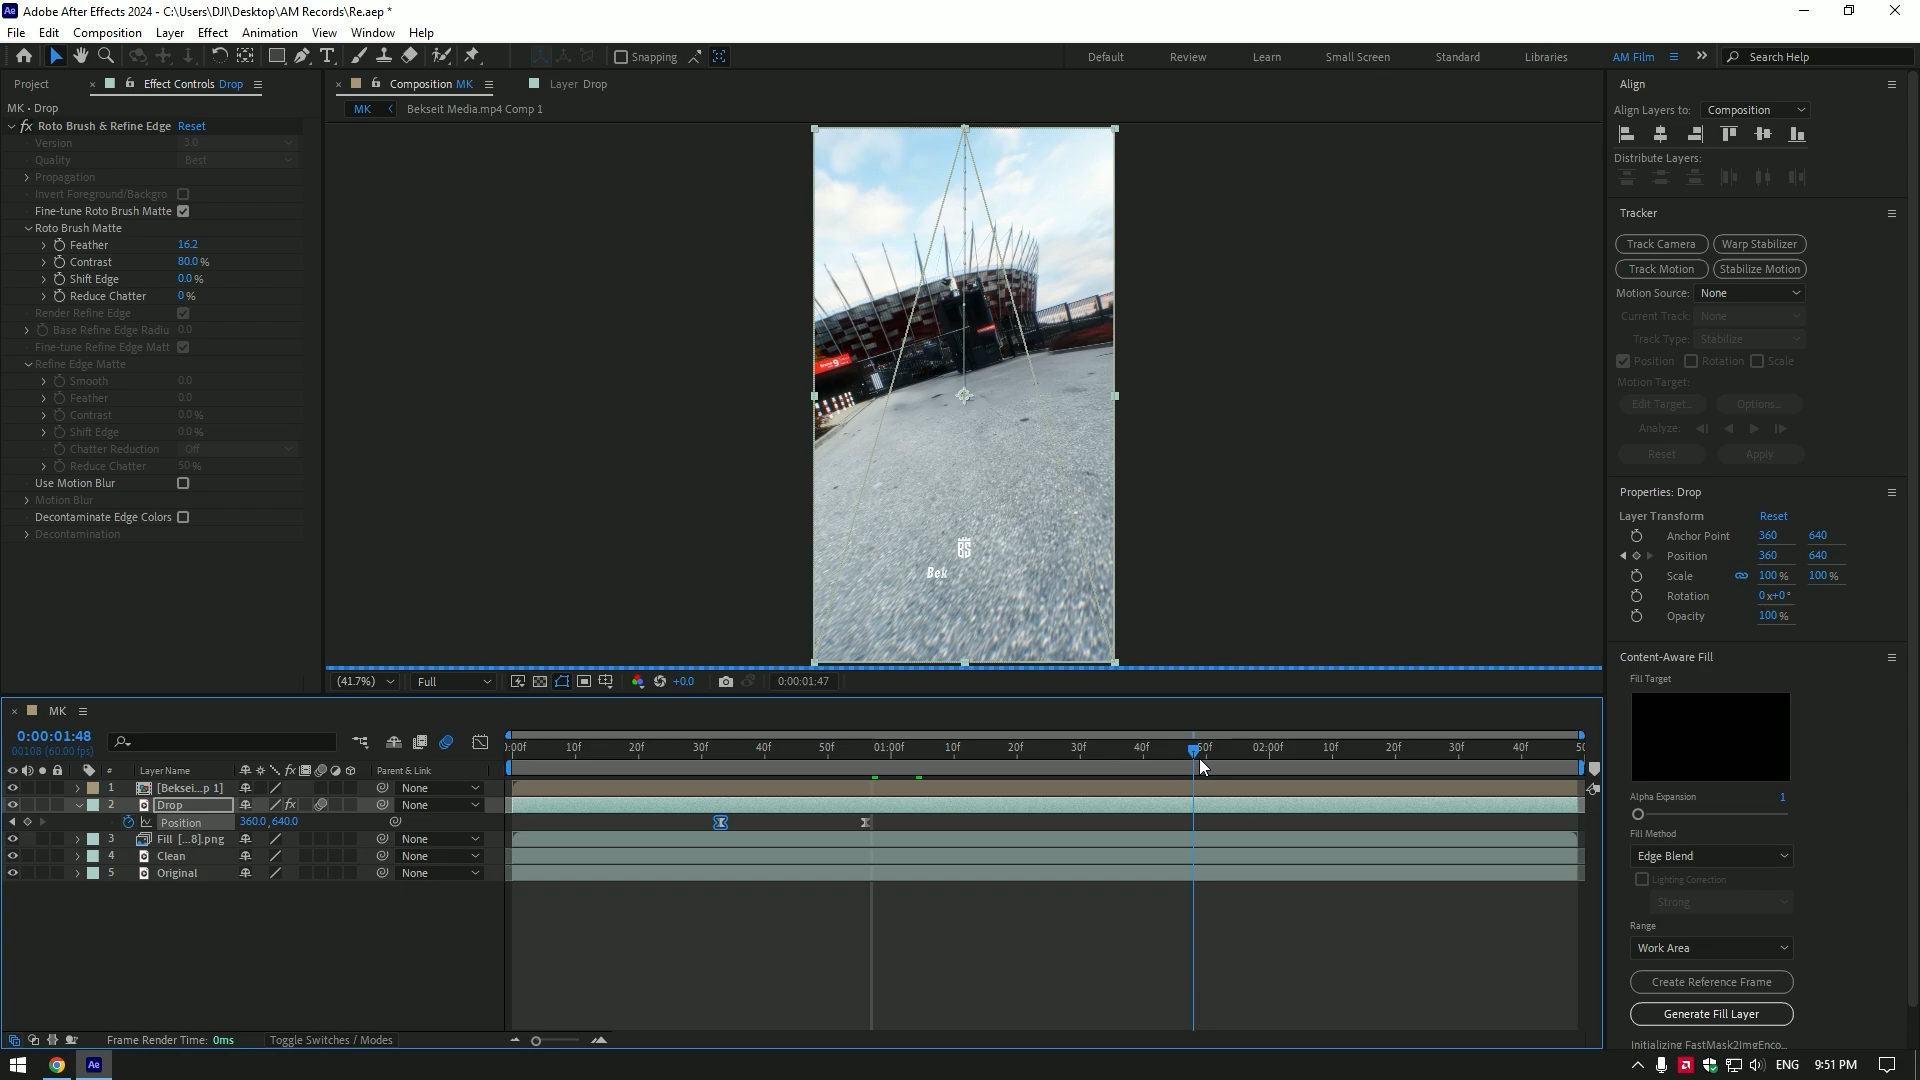 Adobe After Effects 2024 - C:\Users\DJI\Desktop\AM Records\Re.aep *
File Edit Composition Layer Effect Animation View Window Help
Snapping
Default Review Learn Small Screen Standard Libraries AM Film Search Help
Project Effect Controls Drop
MK • Drop
fx Roto Brush & Refine Edge Reset
Version 3.0
Quality Best
Propagation
Invert Foreground/Backgro
Fine-tune Roto Brush Matte
Roto Brush Matte
Feather 16.2
Contrast 80.0 %
Shift Edge 0.0 %
Reduce Chatter 0 %
Render Refine Edge
Base Refine Edge Radiu 0.0
Fine-tune Refine Edge Matt
Refine Edge Matte
Smooth 0.0
Feather 0.0
Contrast 0.0 %
Shift Edge 0.0 %
Chatter Reduction Off
Reduce Chatter 50 %
Use Motion Blur
Motion Blur
Decontaminate Edge Colors
Decontamination
Composition MK Layer Drop
MK Bekseit Media.mp4 Comp 1
9
BS
Bek
(41.7%) Full +0.0 0:00:01:47
Align
Align Layers to: Composition
Distribute Layers:
Tracker
Track Camera Warp Stabilizer
Track Motion Stabilize Motion
Motion Source: None
Current Track: None
Track Type: Stabilize
Position Rotation Scale
Motion Target:
Edit Target... Options...
Analyze:
Reset Apply
Properties: Drop
Layer Transform Reset
Anchor Point 360 640
Position 360 640
Scale 100 % 100 %
Rotation 0x+0°
Opacity 100 %
Content-Aware Fill
Fill Target
Alpha Expansion 1
Fill Method
Edge Blend
Lighting Correction
Strong
Range
Work Area
Create Reference Frame
Generate Fill Layer
Initializing FastMask2ImgEnco...
MK
0:00:01:48
00108 (60.00 fps)
):00f 10f 20f 30f 40f 50f 01:00f 10f 20f 30f 40f 50f 02:00f 10f 20f 30f 40f 50
# Layer Name fx Parent & Link
1 [Beksei...p 1] None
2 Drop fx None
Position 360.0,640.0
3 Fill [...8].png None
4 Clean None
5 Original None
Frame Render Time: 0ms Toggle Switches / Modes
Ae ENG 9:51 PM